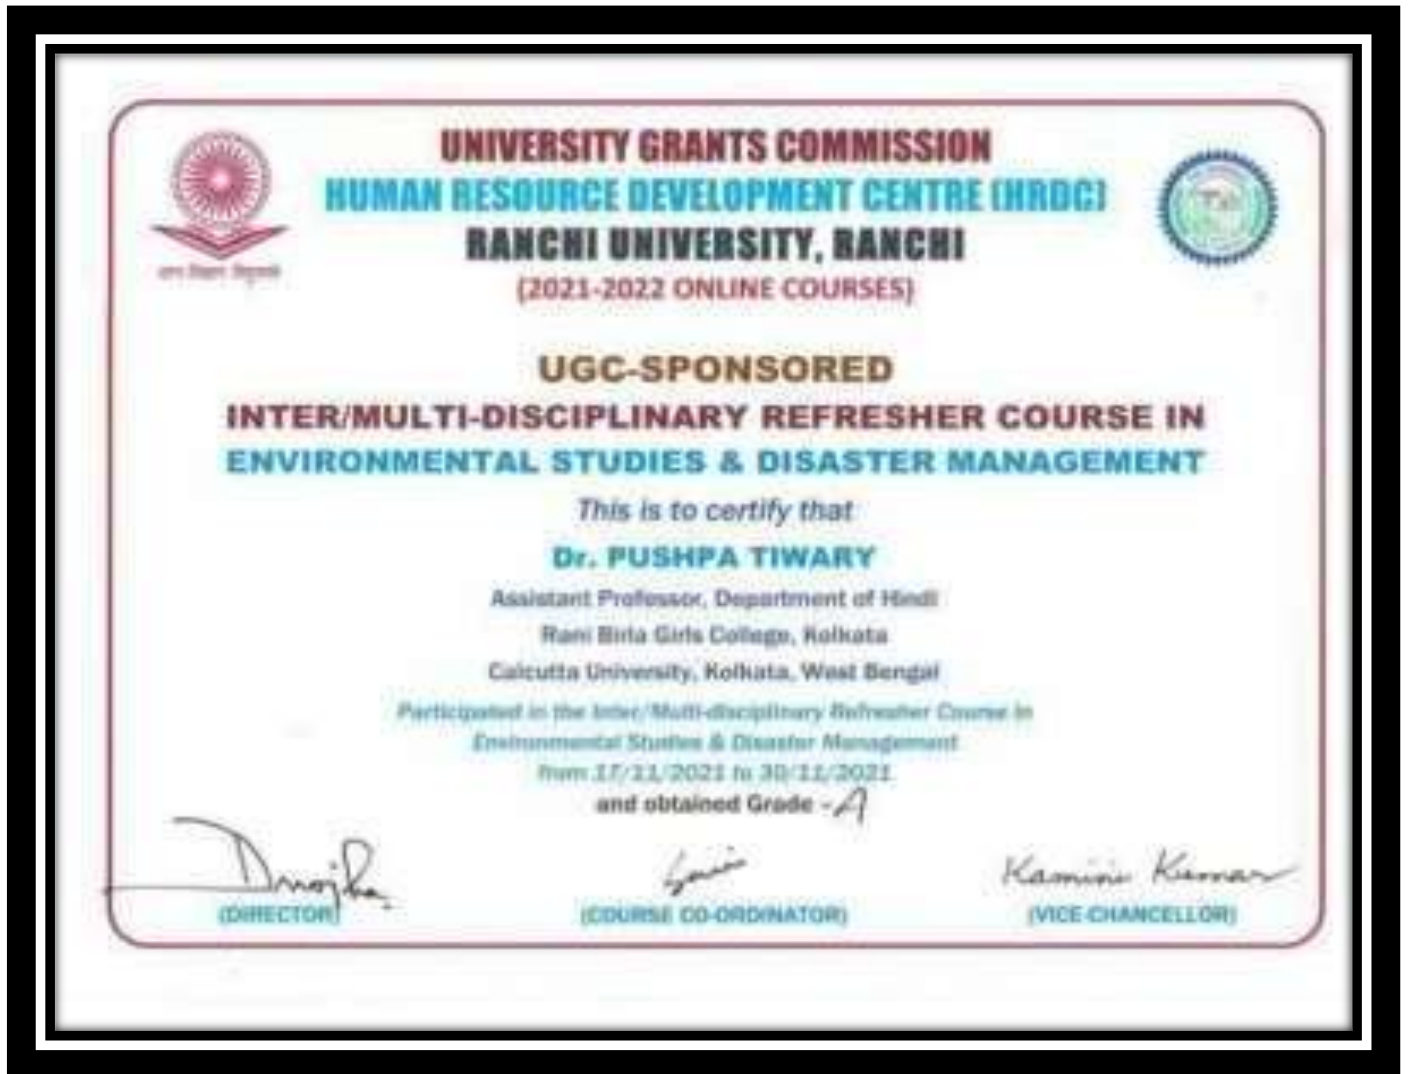 UNIVERSITY GRANTS COMMISSION
HUMAN RESOURCE DEVELOPMENT CENTRE (HRDC)
RANCHI UNIVERSITY, RANCHI
(2021-2022 ONLINE COURSES)
UGC-SPONSORED
INTER/MULTI-DISCIPLINARY REFRESHER COURSE IN
ENVIRONMENTAL STUDIES & DISASTER MANAGEMENT
This is to certify that
Dr. PUSHPA TIWARY
Assistant Professor, Department of Hindi
Rani Birla Girls College, Kolkata
Calcutta University, Kolkata, West Bengal
Participated in the Inter/Multi-disciplinary Refresher Course in
Environmental Studies & Disaster Management
from 17/11/2021 to 30/11/2021
and obtained Grade - A
Kamini Kumar
(DIRECTOR)
(COURSE CO-ORDINATOR)
(VICE-CHANCELLOR)